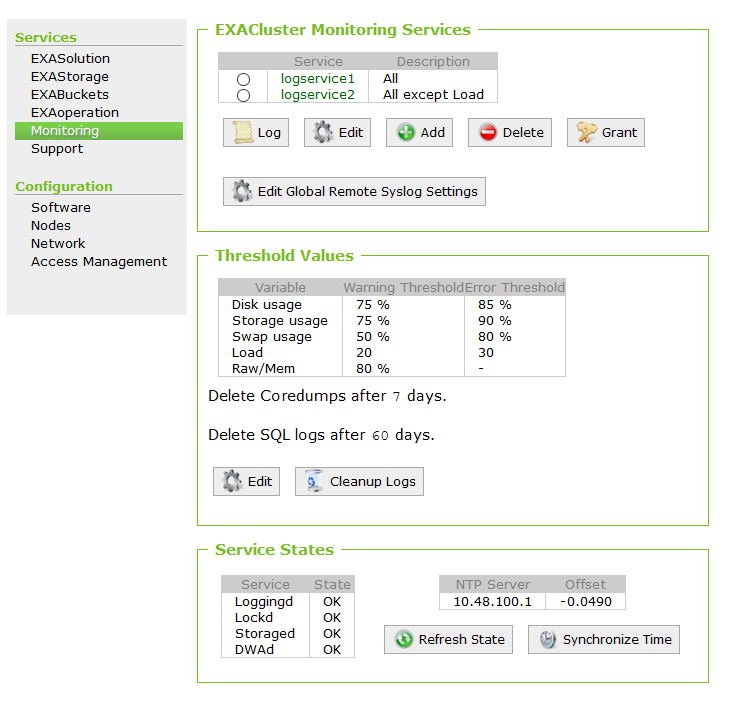 Services
EXASolution
EXAStorage
EXABuckets
EXAoperation
Monitoring
Support
Configuration
Software
Nodes
Network
Access Management
EXACluster Monitoring Services
Service Description
logservice1 All
logservice2 All except Load
Log Edit Add Delete Grant
Edit Global Remote Syslog Settings
Threshold Values
Variable Warning Threshold Error Threshold
Disk usage 75 % 85 %
Storage usage 75 % 90 %
Swap usage 50 % 80 %
Load 20 30
Raw/Mem 80 % -
Delete Coredumps after 7 days.
Delete SQL logs after 60 days.
Edit Cleanup Logs
Service States
Service State
Loggingd OK
Lockd OK
Storaged OK
DWAd OK
NTP Server Offset
10.48.100.1 -0.0490
Refresh State Synchronize Time